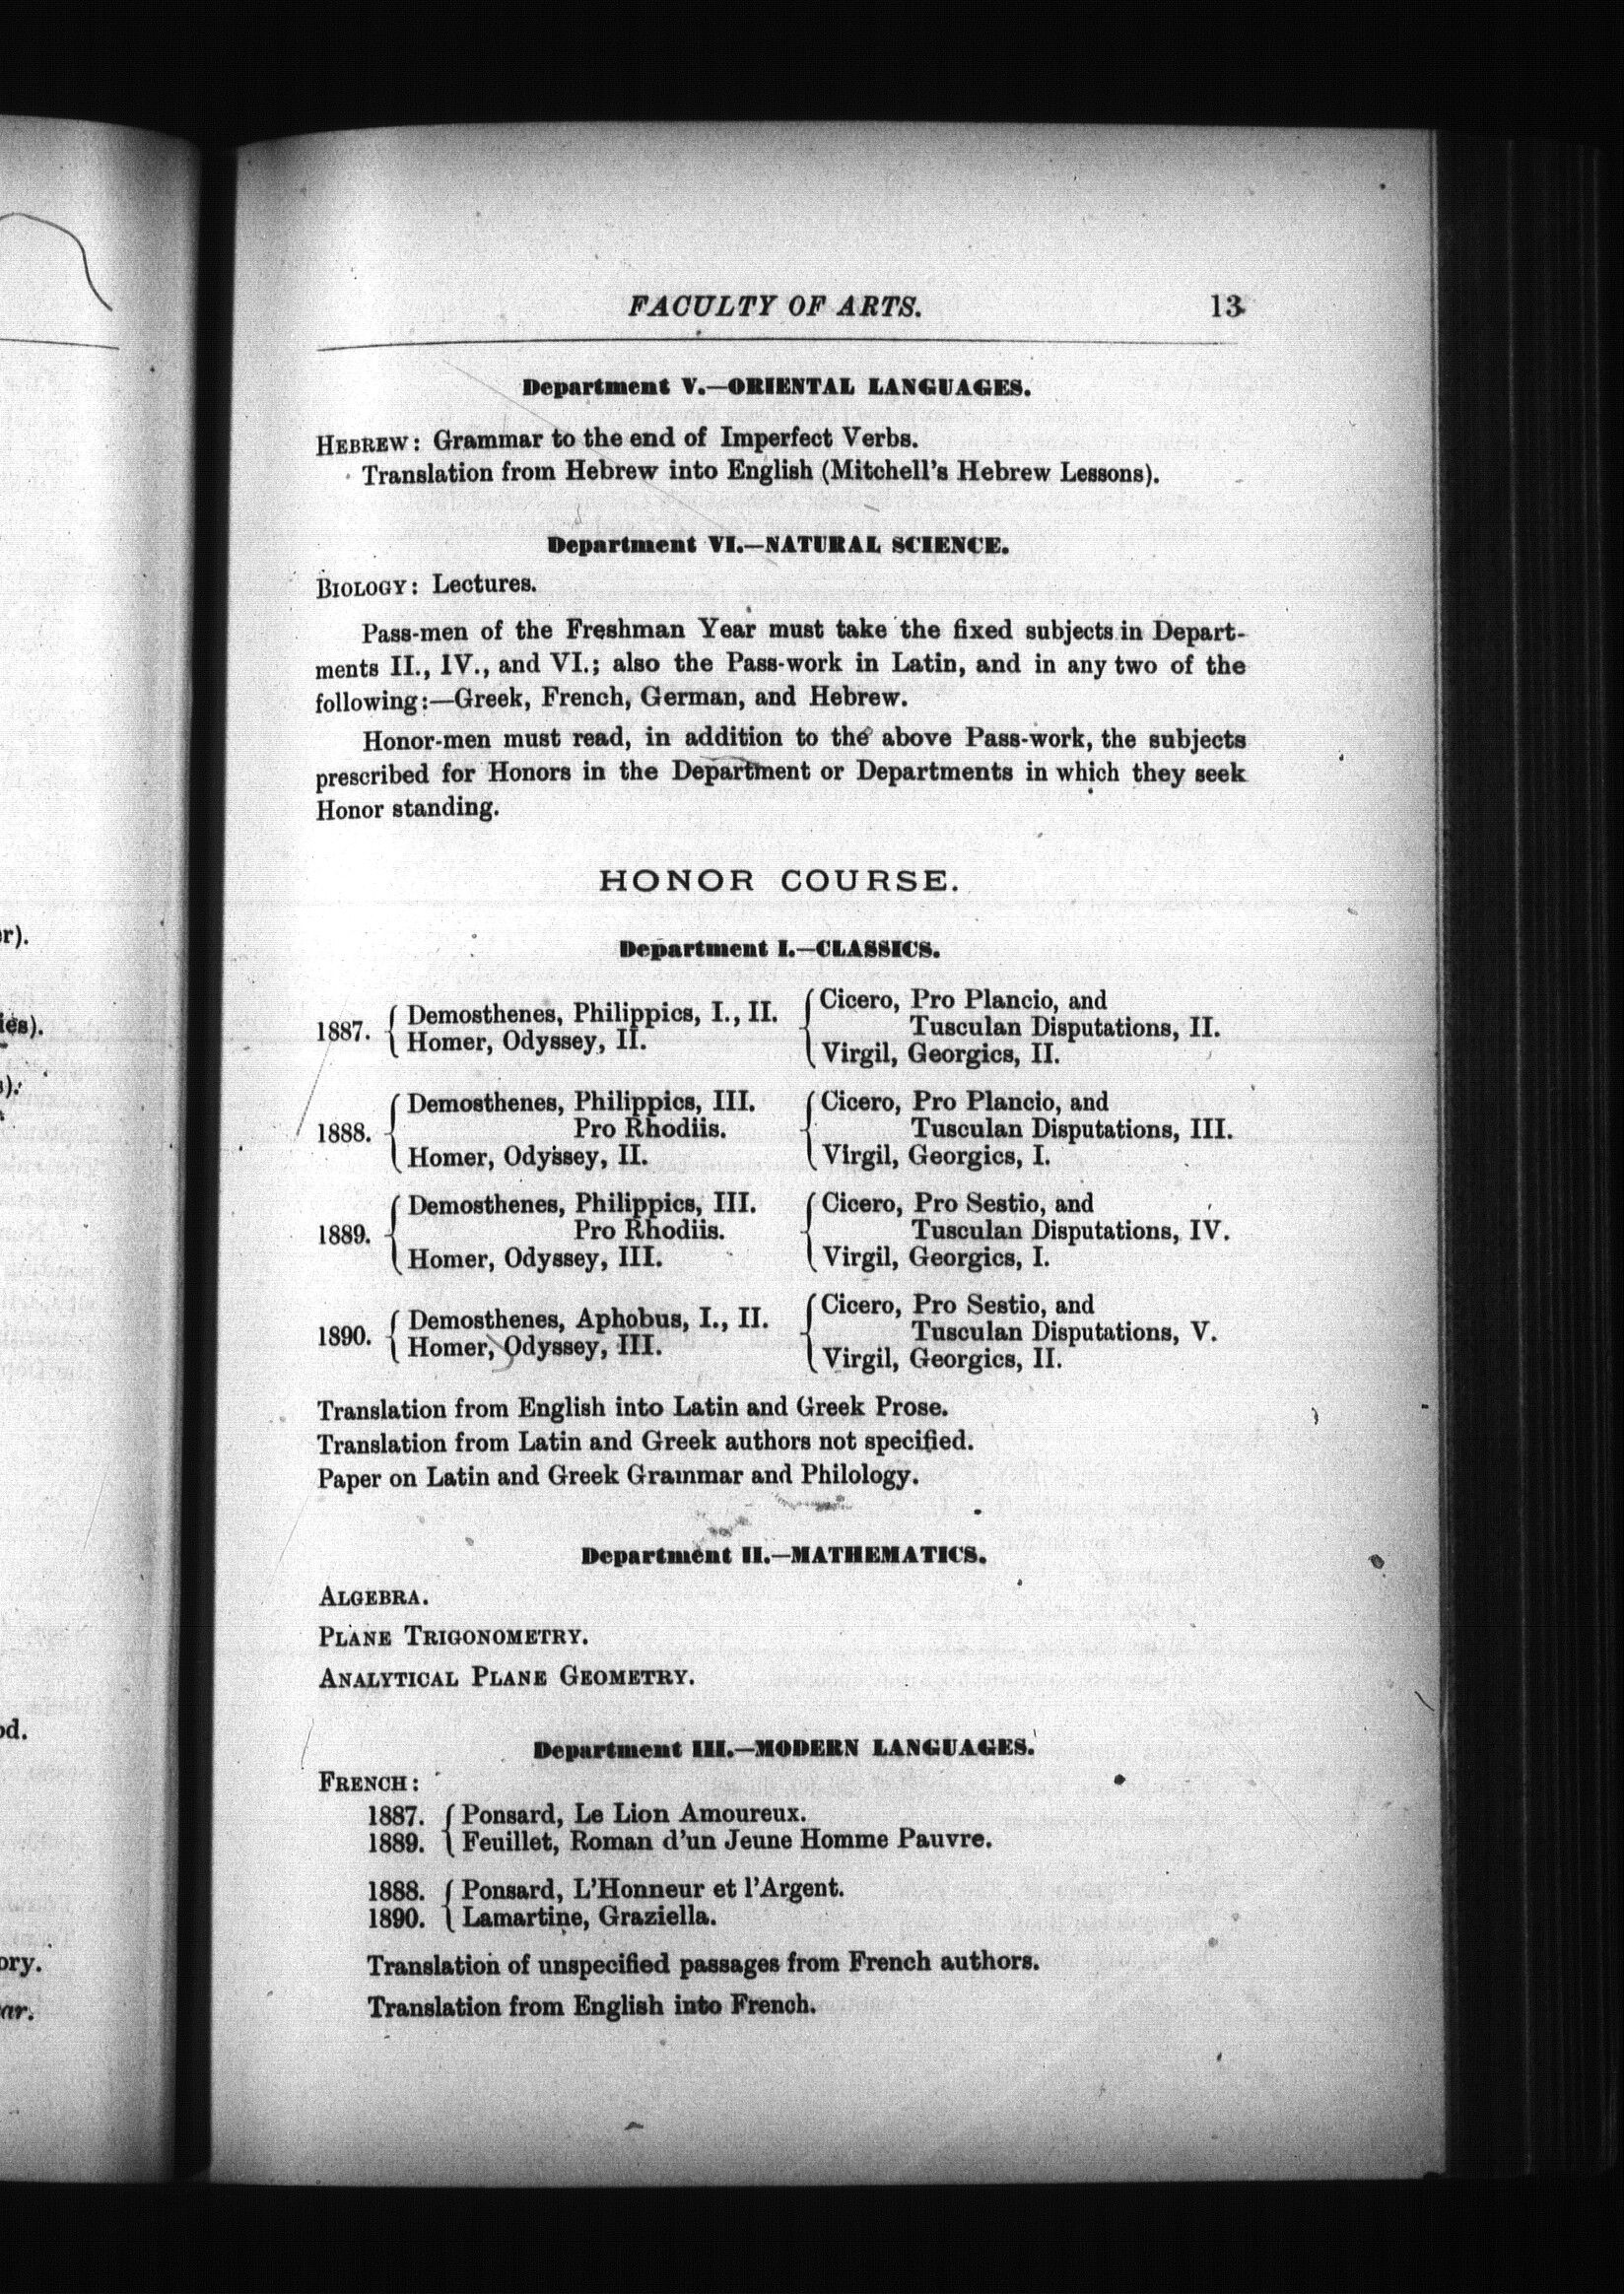 FACULTY OF ARTS. 13
Department V.—ORIENTAL LANGUAGES.
HEBREW: Grammar to the end of Imperfect Verbs.
Translation from Hebrew into English (Mitchell's Hebrew Lessons).
Department VI.—NATURAL SCIENCE.
BIOLOGY: Lectures.
Pass-men of the Freshman Year must take the fixed subjects in Depart-
ments II., IV., and VI.; also the Pass-work in Latin, and in any two of the
following:—Greek, French, German, and Hebrew.
Honor-men must read, in addition to the above Pass-work, the subjects
prescribed for Honors in the Department or Departments in which they seek
Honor standing.
HONOR COURSE.
Department I.—CLASSICS.
1887. { Demosthenes, Philippics, I., II. { Cicero, Pro Plancio, and
Homer, Odyssey, II. Tusculan Disputations, II.
Virgil, Georgics, II.
1888. { Demosthenes, Philippics, III. { Cicero, Pro Plancio, and
Pro Rhodiis. Tusculan Disputations, III.
Homer, Odyssey, II. Virgil, Georgics, I.
1889. { Demosthenes, Philippics, III. { Cicero, Pro Sestio, and
Pro Rhodiis. Tusculan Disputations, IV.
Homer, Odyssey, III. Virgil, Georgics, I.
1890. { Demosthenes, Aphobus, I., II. { Cicero, Pro Sestio, and
Homer, Odyssey, III. Tusculan Disputations, V.
Virgil, Georgics, II.
Translation from English into Latin and Greek Prose.
Translation from Latin and Greek authors not specified.
Paper on Latin and Greek Grammar and Philology.
Department II.—MATHEMATICS.
ALGEBRA.
PLANE TRIGONOMETRY.
ANALYTICAL PLANE GEOMETRY.
Department III.—MODERN LANGUAGES.
FRENCH:
1887. { Ponsard, Le Lion Amoureux.
1889. { Feuillet, Roman d'un Jeune Homme Pauvre.
1888. { Ponsard, L'Honneur et l'Argent.
1890. { Lamartine, Graziella.
Translation of unspecified passages from French authors.
Translation from English into French.